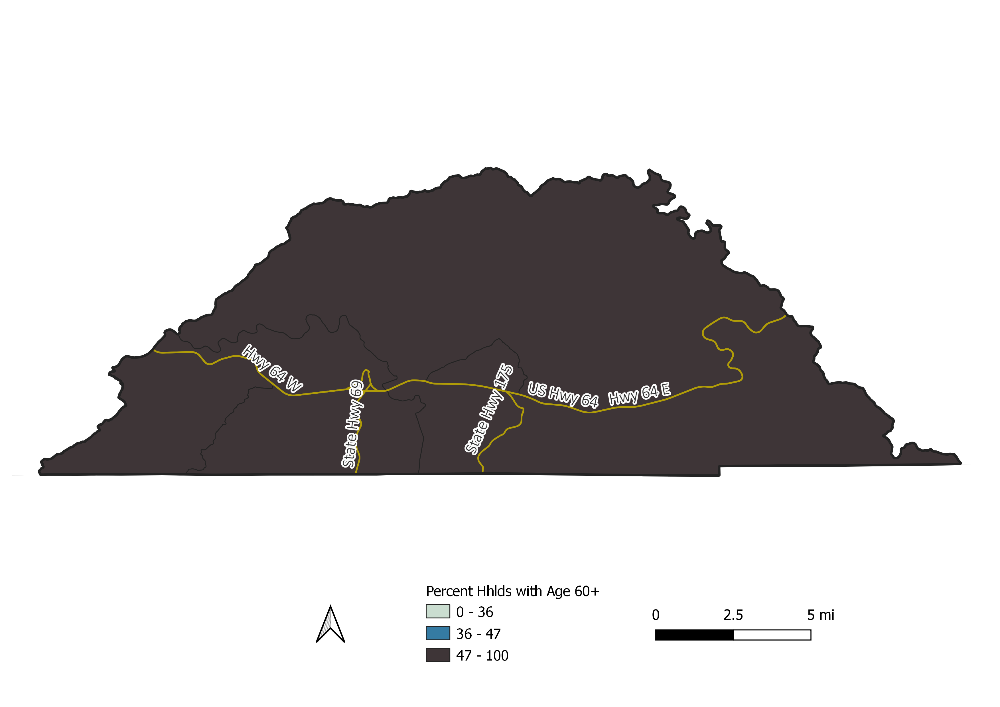 Hwy 64 W
State Hwy 69
State Hwy 175
US Hwy 64
Hwy 64 E
Percent Hhlds with Age 60+
0 - 36
36 - 47
47 - 100
0 2.5 5 mi